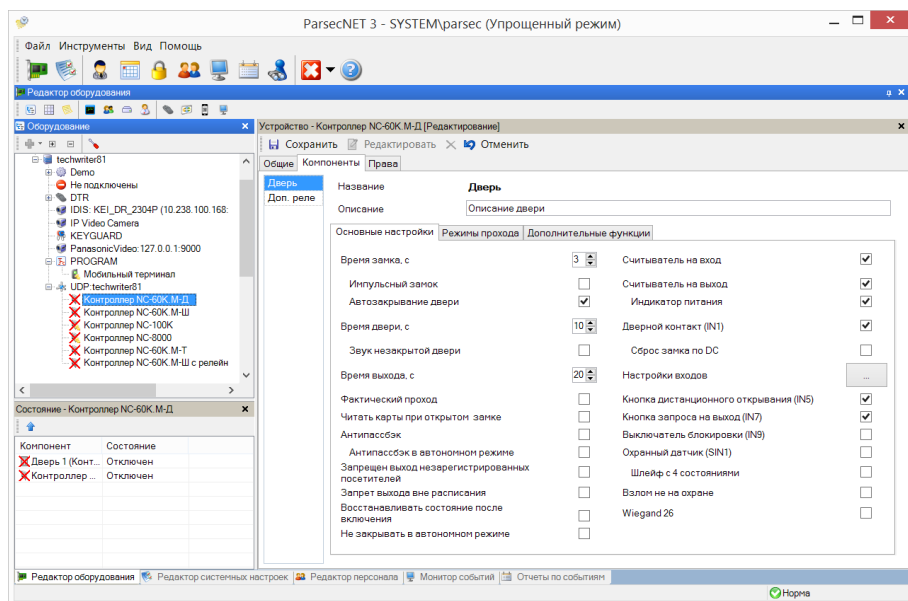 ParsecNET 3 - SYSTEM\parsec (Упрощенный режим)
Файл Инструменты Вид Помощь
Редактор оборудования
Оборудование
techwriter81
Demo
Не подключены
DTR
IDIS: KEI_DR_2304P (10.238.100.168:
IP Video Camera
KEYGUARD
PanasonicVideo:127.0.0.1:9000
PROGRAM
Мобильный терминал
UDP:techwriter81
Контроллер NC-60K.M-Д
Контроллер NC-60K.M-Ш
Контроллер NC-100K
Контроллер NC-8000
Контроллер NC-60K.M-T
Контроллер NC-60K.M-Ш с релейн
Состояние - Контроллер NC-60K.M-Д
Компонент Состояние
Дверь 1 (Конт... Отключен
Контроллер ... Отключен
Устройство - Контроллер NC-60K.M-Д [Редактирование]
Сохранить Редактировать Отменить
Общие Компоненты Права
Дверь
Доп. реле
Название Дверь
Описание Описание двери
Основные настройки Режимы прохода Дополнительные функции
Время замка, с 3 Считыватель на вход
Импульсный замок Считыватель на выход
Автозакрывание двери Индикатор питания
Время двери, с 10 Дверной контакт (IN1)
Звук незакрытой двери Сброс замка по DC
Время выхода, с 20 Настройки входов ...
Фактический проход Кнопка дистанционного открывания (IN5)
Читать карты при открытом замке Кнопка запроса на выход (IN7)
Антипассбэк Выключатель блокировки (IN9)
Антипассбэк в автономном режиме Охранный датчик (SIN1)
Запрещен выход незарегистрированных
посетителей Шлейф с 4 состояниями
Запрет выхода вне расписания Взлом не на охране
Восстанавливать состояние после
включения Wiegand 26
Не закрывать в автономном режиме
Редактор оборудования Редактор системных настроек Редактор персонала Монитор событий Отчеты по событиям
Норма